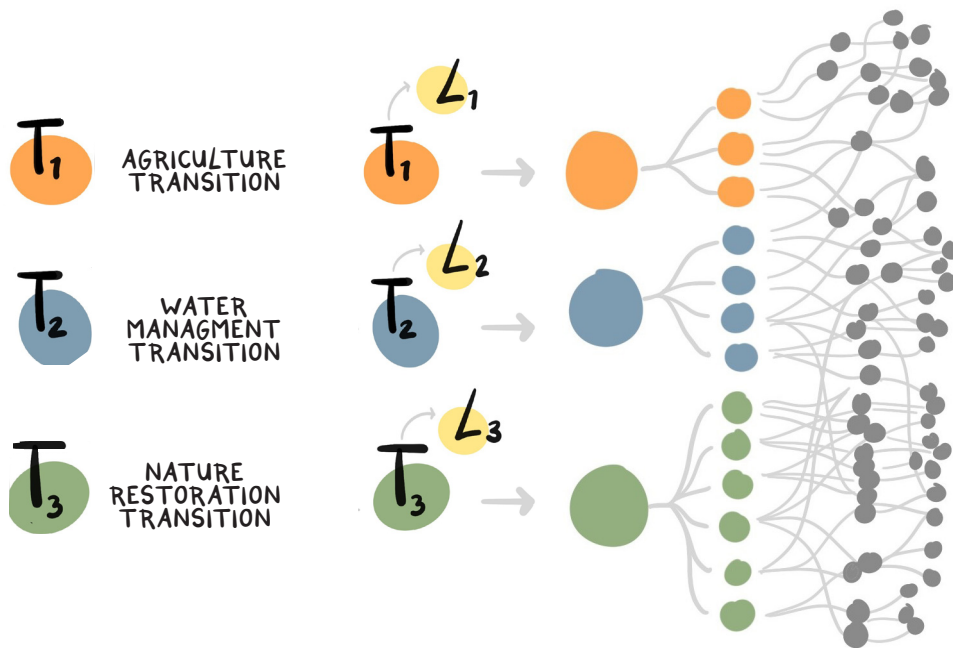 T1
AGRICULTURE
TRANSITION
T1
L1
T2
WATER
MANAGMENT
TRANSITION
T2
L2
T3
NATURE
RESTORATION
TRANSITION
T3
L3